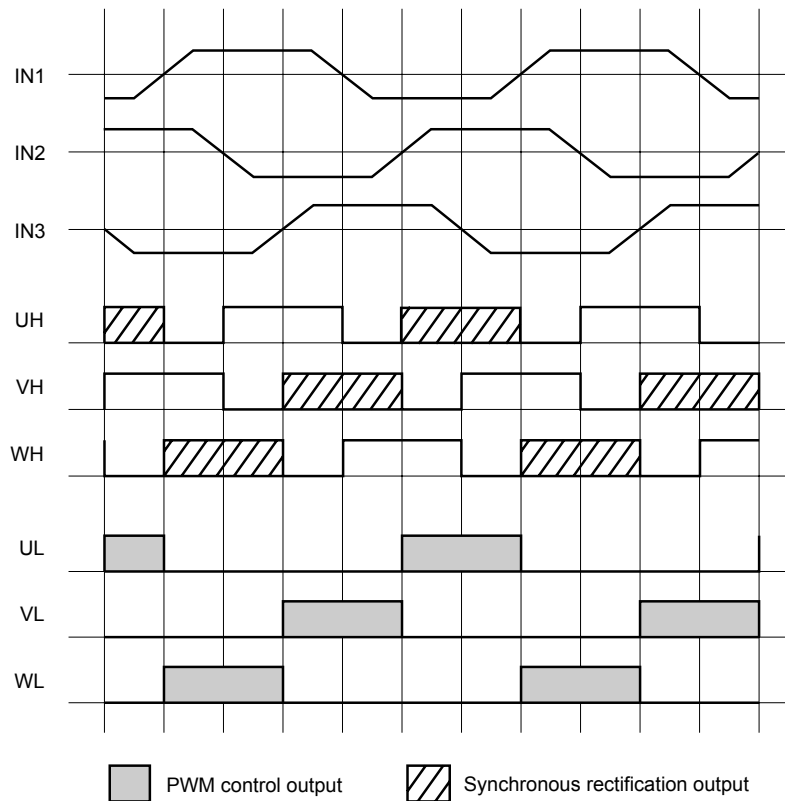 IN1
IN2
IN3
UH
VH
WH
UL
VL
WL
PWM control output
Synchronous rectification output